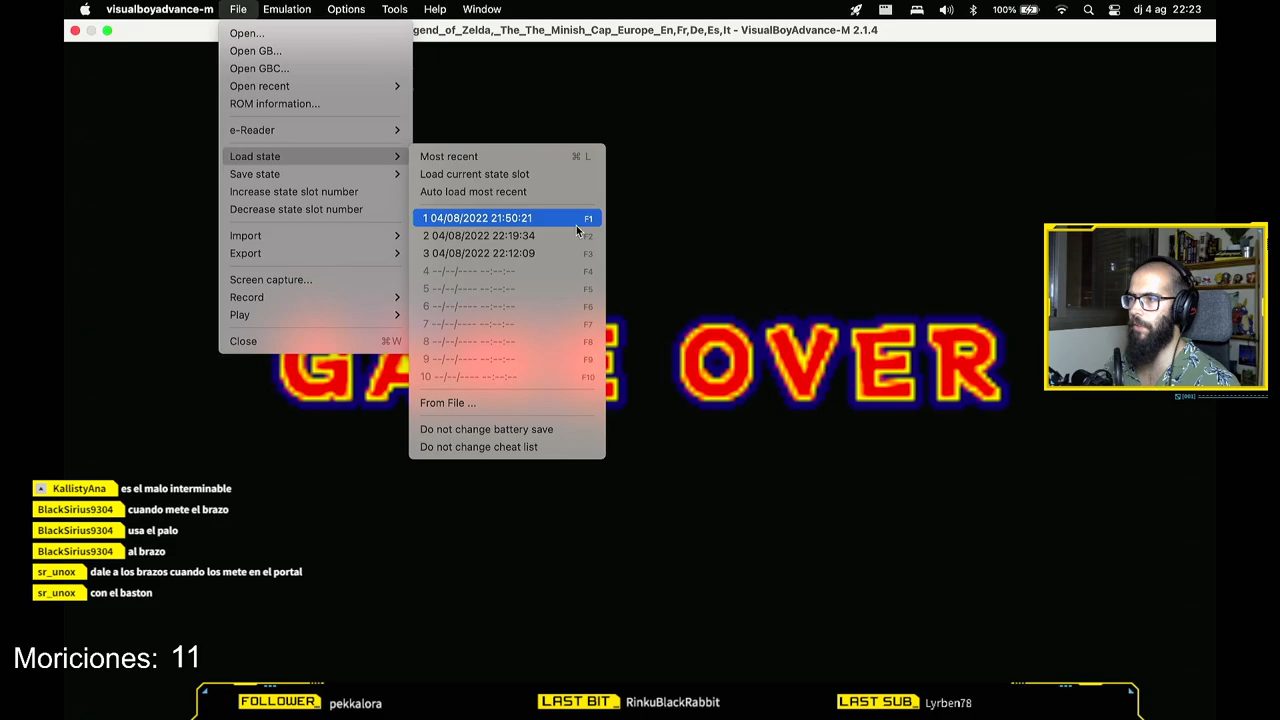 visualboyadvance-m File Emulation Options Tools Help Window 100% dj 4 ag 22:23
gend_of_Zelda,_The_The_Minish_Cap_Europe_En,Fr,De,Es,It - VisualBoyAdvance-M 2.1.4
Open...
Open GB...
Open GBC...
Open recent
ROM information...
e-Reader
Load state
Save state
Increase state slot number
Decrease state slot number
Import
Export
Screen capture...
Record
Play
Close ⌘W
Most recent ⌘ L
Load current state slot
Auto load most recent
1 04/08/2022 21:50:21 F1
2 04/08/2022 22:19:34 F2
3 04/08/2022 22:12:09 F3
4 --/--/---- --:--:-- F4
5 --/--/---- --:--:-- F5
6 --/--/---- --:--:-- F6
7 --/--/---- --:--:-- F7
8 --/--/---- --:--:-- F8
9 --/--/---- --:--:-- F9
10 --/--/---- --:--:-- F10
From File ...
Do not change battery save
Do not change cheat list
GA E OVER
[001]
KallistyAna es el malo interminable
BlackSirius9304 cuando mete el brazo
BlackSirius9304 usa el palo
BlackSirius9304 al brazo
sr_unox dale a los brazos cuando los mete en el portal
sr_unox con el baston
Moriciones: 11
FOLLOWER pekkalora LAST BIT RinkuBlackRabbit LAST SUB Lyrben78